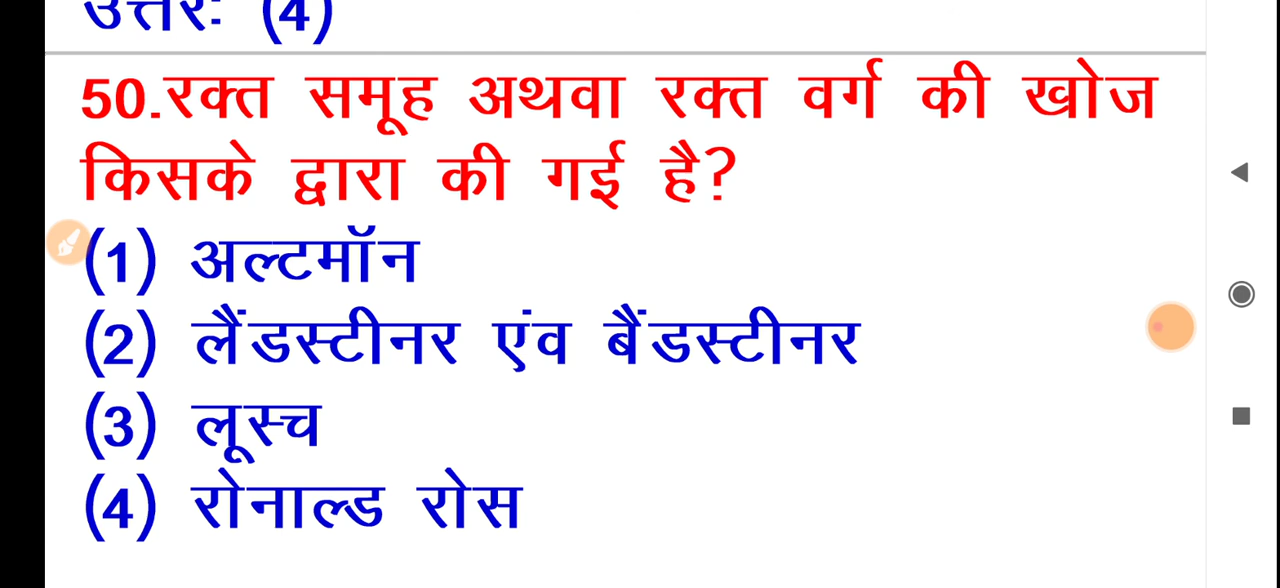 उत्तरः (4)
50.रक्त समूह अथवा रक्त वर्ग की खोज
किसके द्वारा की गई है?
(1) अल्टमॉन
(2) लैंडस्टीनर एंव बैंडस्टीनर
(3) लूस्च
(4) रोनाल्ड रोस